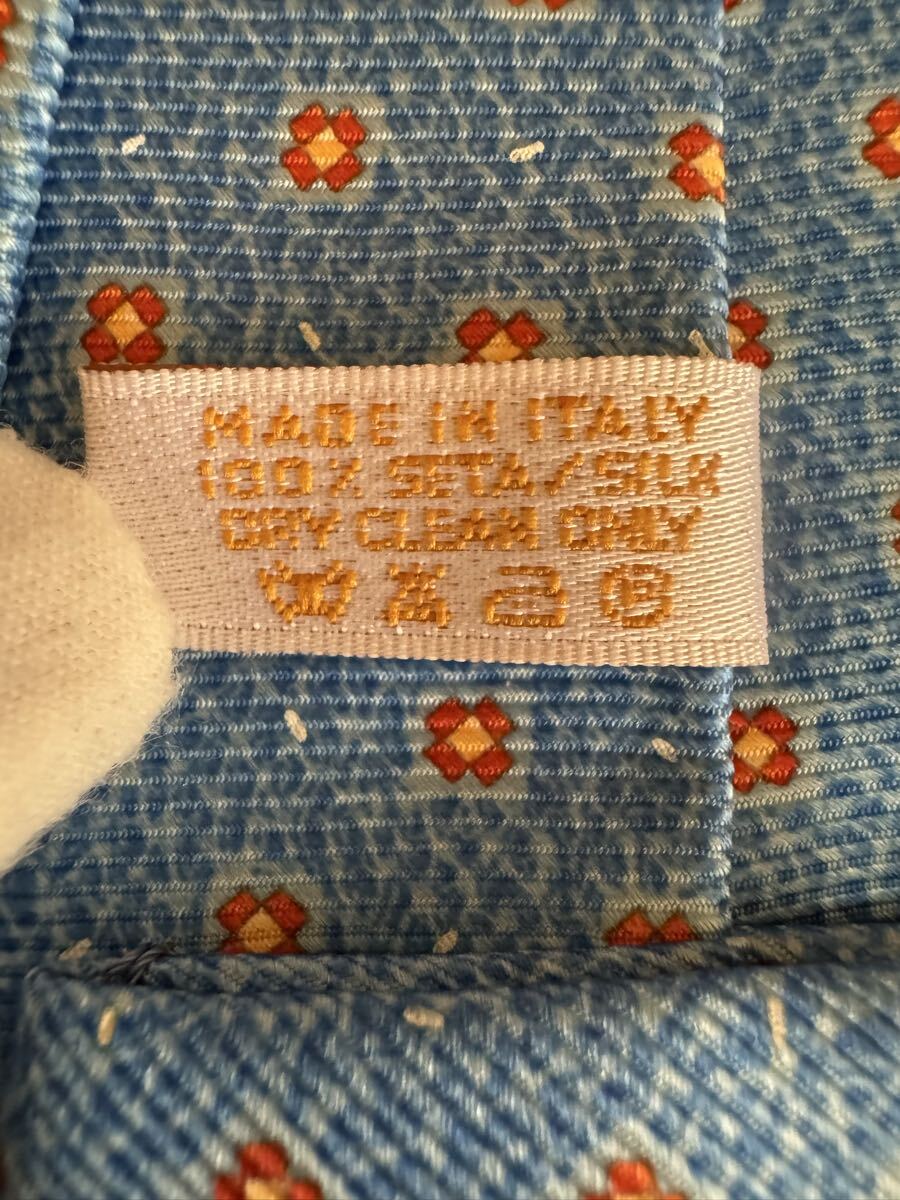 MADE IN ITALY
100% SETA/SILK
DRY CLEAN ONLY